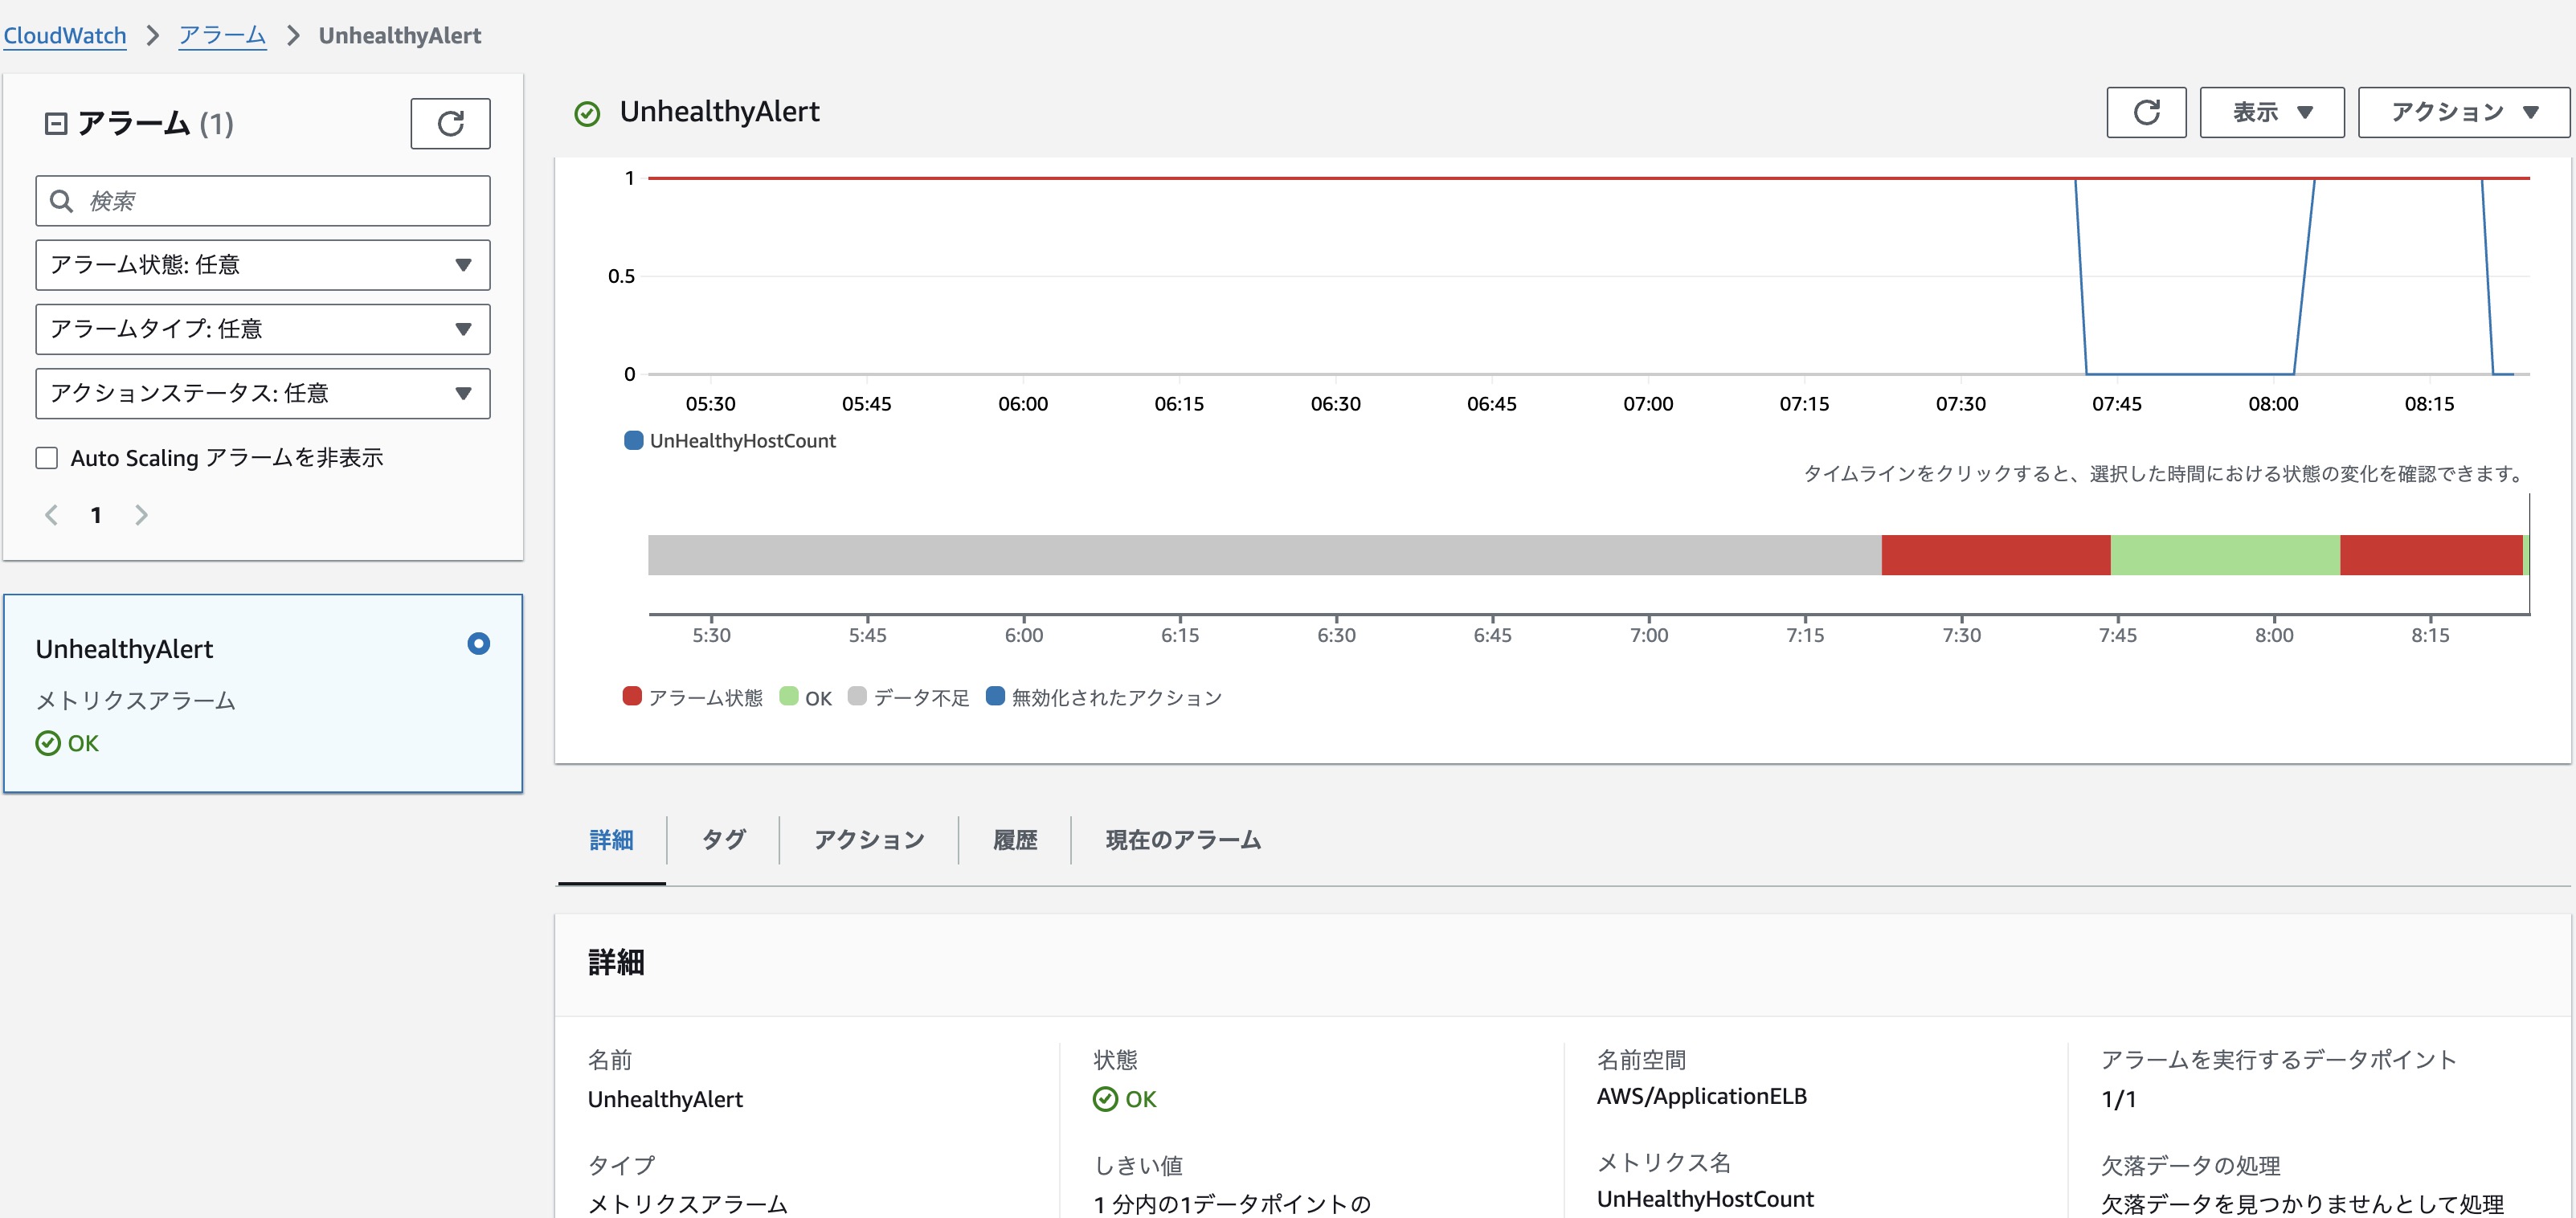 CloudWatch > アラーム > UnhealthyAlert
アラーム (1)
検索
アラーム状態: 任意
アラームタイプ: 任意
アクションステータス: 任意
Auto Scaling アラームを非表示
1
UnhealthyAlert
メトリクスアラーム
OK
UnhealthyAlert
表示
アクション
1
0.5
0
05:30 05:45 06:00 06:15 06:30 06:45 07:00 07:15 07:30 07:45 08:00 08:15
UnHealthyHostCount
タイムラインをクリックすると、選択した時間における状態の変化を確認できます。
5:30 5:45 6:00 6:15 6:30 6:45 7:00 7:15 7:30 7:45 8:00 8:15
アラーム状態 OK データ不足 無効化されたアクション
詳細 タグ アクション 履歴 現在のアラーム
詳細
名前
UnhealthyAlert
タイプ
メトリクスアラーム
状態
OK
しきい値
1 分内の1データポイントの
名前空間
AWS/ApplicationELB
メトリクス名
UnHealthyHostCount
アラームを実行するデータポイント
1/1
欠落データの処理
欠落データを見つかりませんとして処理